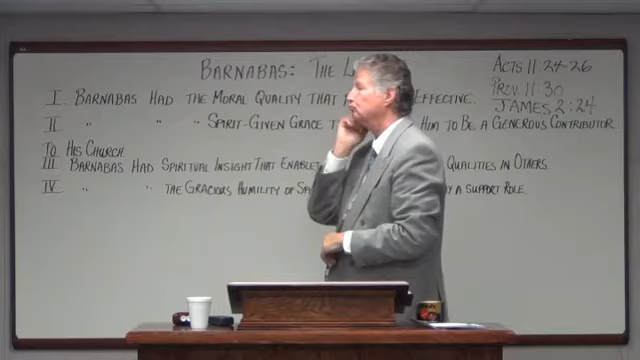 BARNABAS: THE
ACTS 11:24-26
PROV. 11:30
JAMES 2:24
I. BARNABAS HAD THE MORAL QUALITY THAT EFFECTIVE.
II " " SPIRIT-GIVEN GRACE HIM TO BE A GENEROUS CONTRIBUTOR
TO HIS CHURCH
III. BARNABAS HAD SPIRITUAL INSIGHT THAT QUALITIES IN OTHERS.
IV " " THE GRACIOUS HUMILITY OF A SUPPORT ROLE.